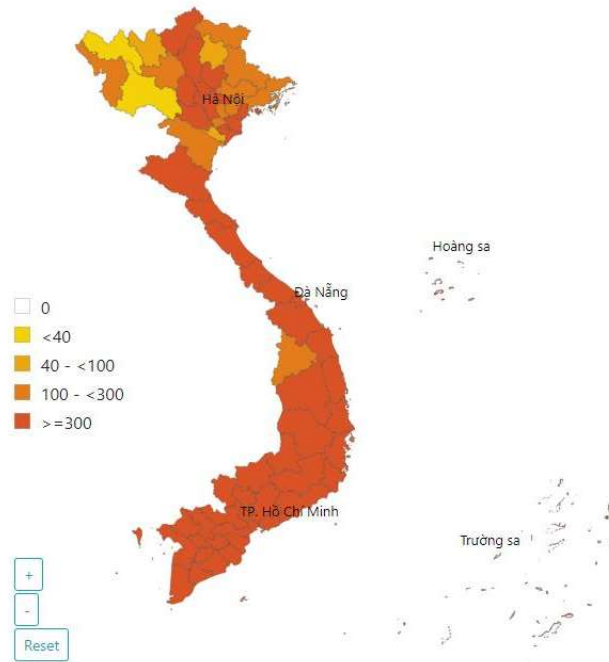 Hà Nội
Hoàng sa
Đà Nẵng
0
<40
40 - <100
100 - <300
>=300
TP. Hồ Chí Minh
Trường sa
+
-
Reset